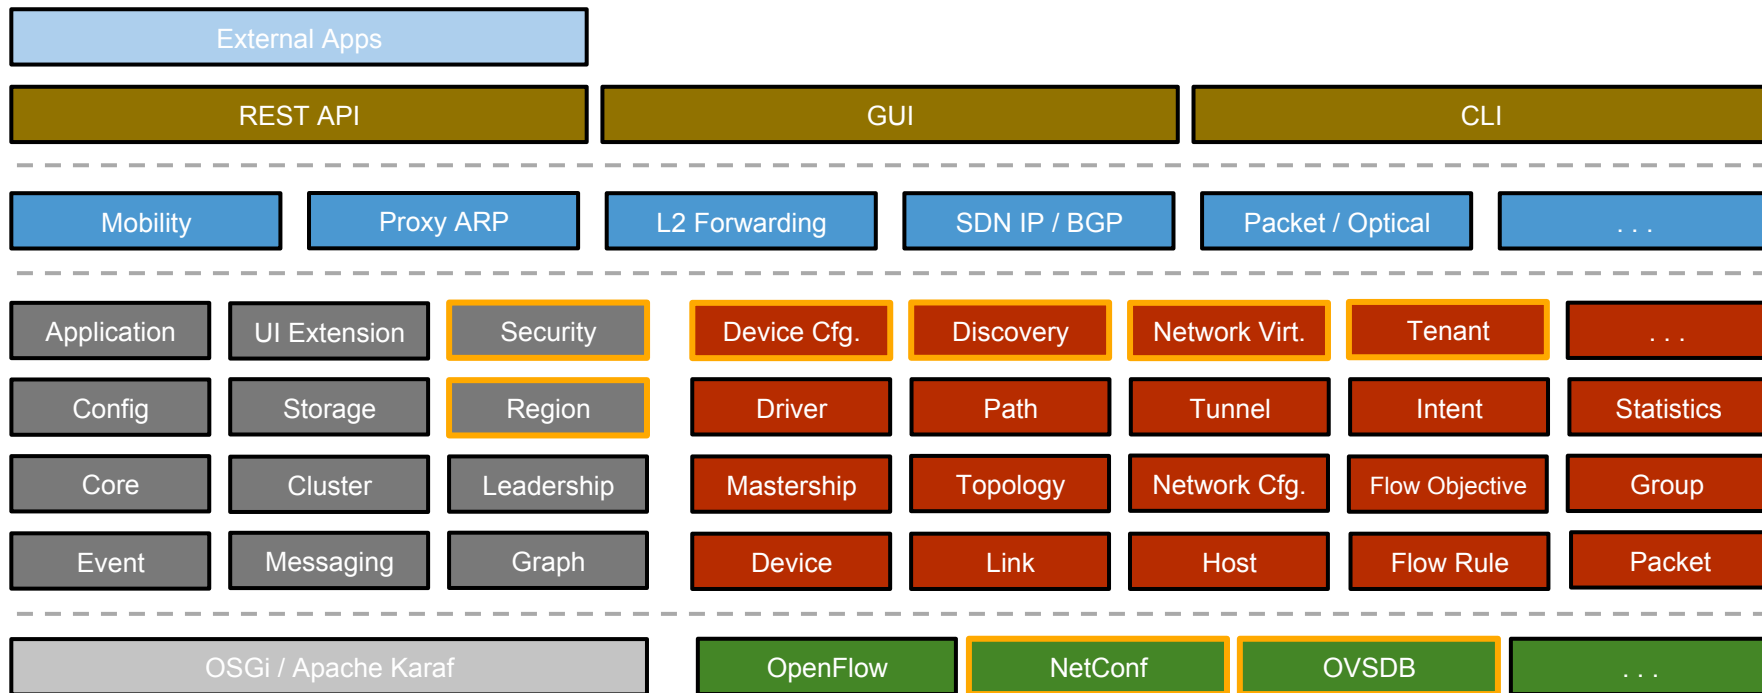 External Apps
REST API
GUI
CLI
Mobility
Proxy ARP
L2 Forwarding
SDN IP / BGP
Packet / Optical
. . .
Application
UI Extension
Security
Device Cfg.
Discovery
Network Virt.
Tenant
. . .
Config
Storage
Region
Driver
Path
Tunnel
Intent
Statistics
Core
Cluster
Leadership
Mastership
Topology
Network Cfg.
Flow Objective
Group
Event
Messaging
Graph
Device
Link
Host
Flow Rule
Packet
OSGi / Apache Karaf
OpenFlow
NetConf
OVSDB
. . .